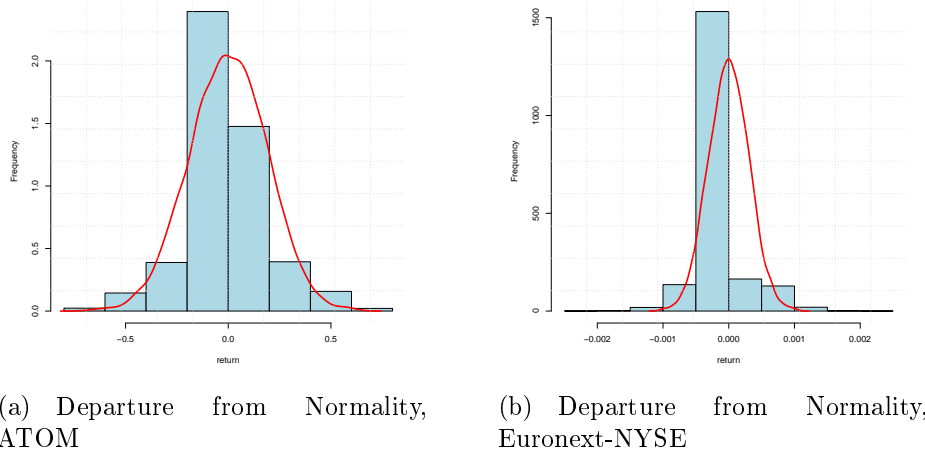 Frequency
0.0
0.5
1.0
1.5
2.0
−0.5
0.0
0.5
return
Frequency
0
500
1000
1500
−0.002
−0.001
0.000
0.001
0.002
return
(a) Departure from Normality,
ATOM
(b) Departure from Normality,
Euronext-NYSE